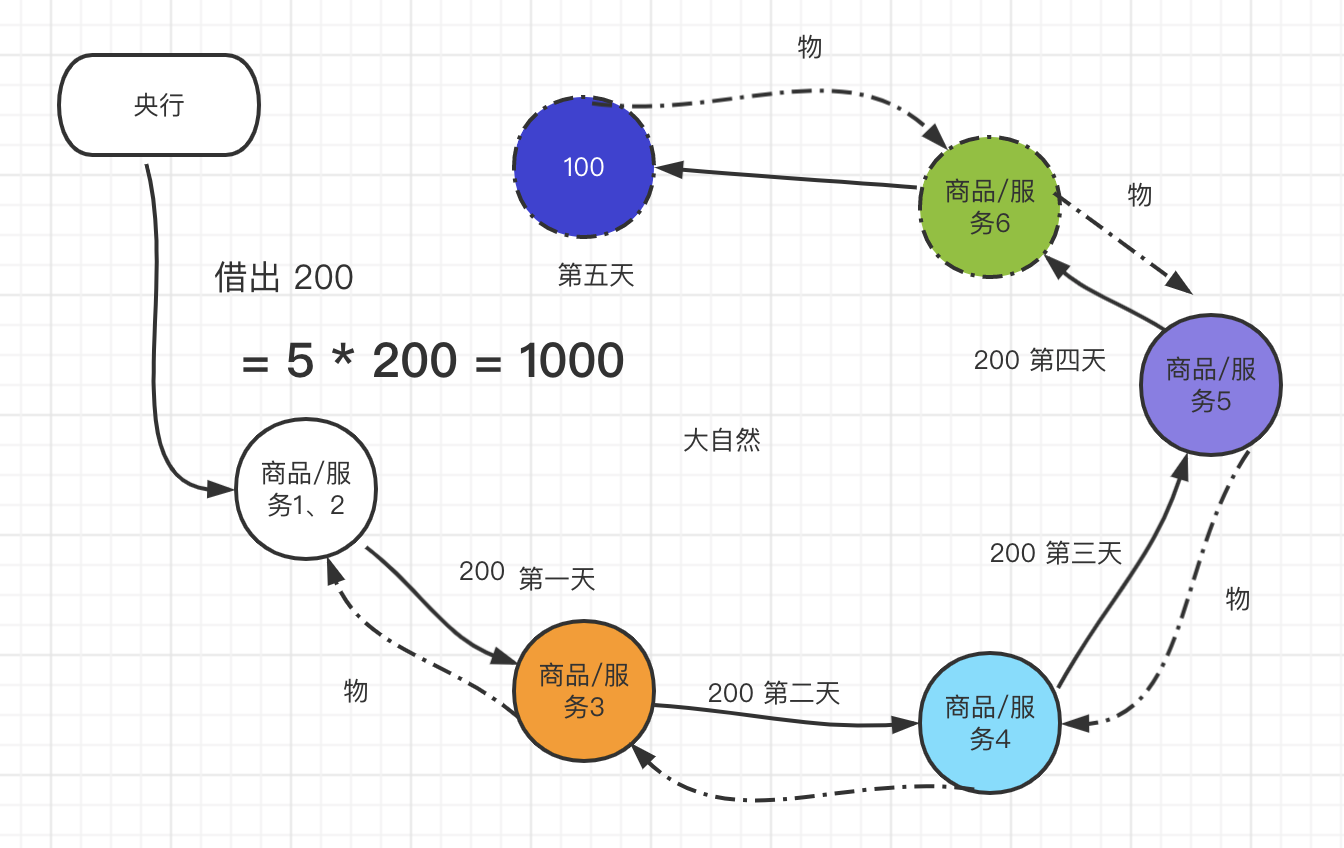 物
央行
100
商品/服
务6
物
第五天
借出 200
= 5 * 200 = 1000
200 第四天
商品/服
务5
大自然
商品/服
务1、2
200 第一天
200 第三天
物
物
商品/服
务3
200 第二天
商品/服
务4